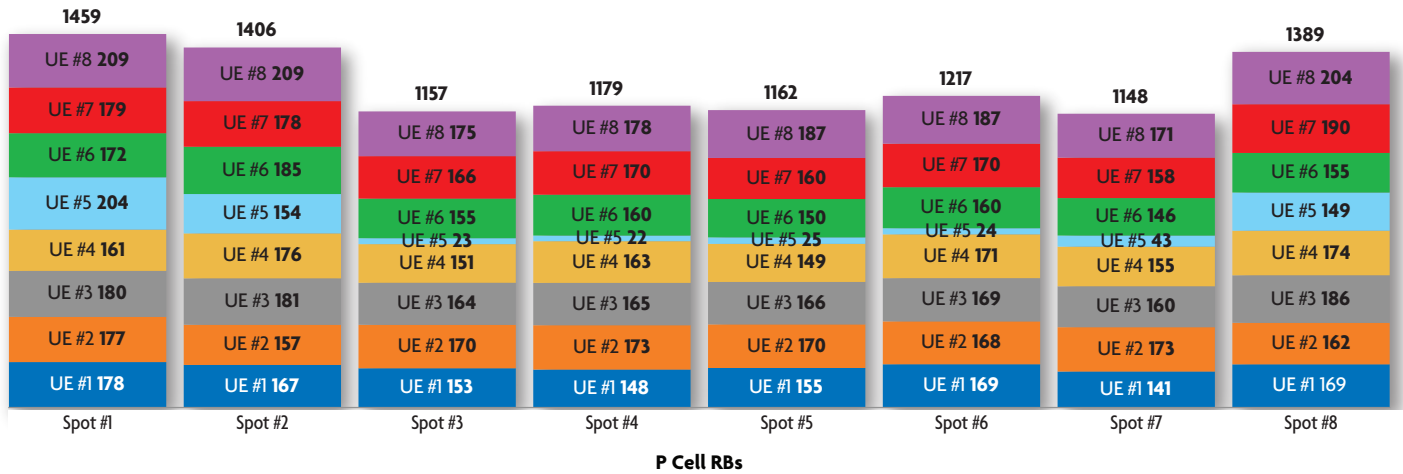 1459
UE #8 209
UE #7 179
UE #6 172
UE #5 204
UE #4 161
UE #3 180
UE #2 177
UE #1 178
Spot #1
1406
UE #8 209
UE #7 178
UE #6 185
UE #5 154
UE #4 176
UE #3 181
UE #2 157
UE #1 167
Spot #2
1157
UE #8 175
UE #7 166
UE #6 155
UE #5 23
UE #4 151
UE #3 164
UE #2 170
UE #1 153
Spot #3
1179
UE #8 178
UE #7 170
UE #6 160
UE #5 22
UE #4 163
UE #3 165
UE #2 173
UE #1 148
Spot #4
1162
UE #8 187
UE #7 160
UE #6 150
UE #5 25
UE #4 149
UE #3 166
UE #2 170
UE #1 155
Spot #5
1217
UE #8 187
UE #7 170
UE #6 160
UE #5 24
UE #4 171
UE #3 169
UE #2 168
UE #1 169
Spot #6
1148
UE #8 171
UE #7 158
UE #6 146
UE #5 43
UE #4 155
UE #3 160
UE #2 173
UE #1 141
Spot #7
1389
UE #8 204
UE #7 190
UE #6 155
UE #5 149
UE #4 174
UE #3 186
UE #2 162
UE #1 169
Spot #8
P Cell RBs